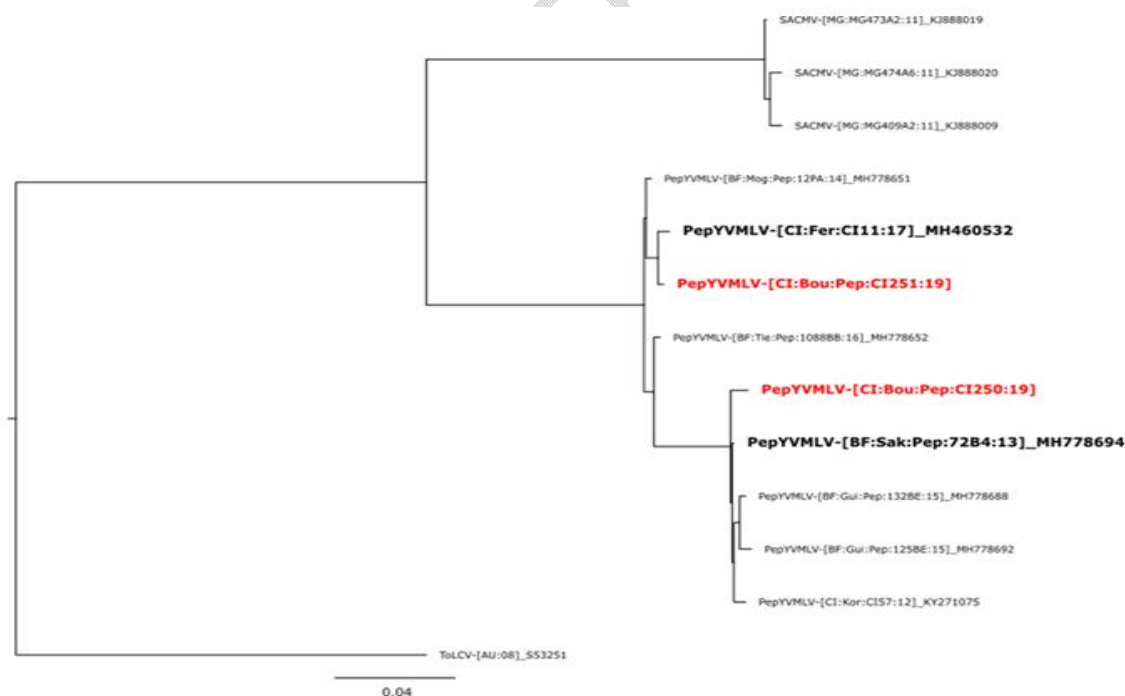 SACMV-[MG:MG473A2:11]_KJ888019
SACMV-[MG:MG474A6:11]_KJ888020
SACMV-[MG:MG409A2:11]_KJ888009
PepYVMLV-[BF:Mog:Pep:12PA:14]_MH778651
PepYVMLV-[CI:Fer:CI11:17]_MH460532
PepYVMLV-[CI:Bou:Pep:CI251:19]
PepYVMLV-[BF:Tie:Pep:1088BB:16]_MH778652
PepYVMLV-[CI:Bou:Pep:CI250:19]
PepYVMLV-[BF:Sak:Pep:72B4:13]_MH778694
PepYVMLV-[BF:Gui:Pep:132BE:15]_MH778688
PepYVMLV-[BF:Gui:Pep:125BE:15]_MH778692
PepYVMLV-[CI:Kor:CI57:12]_KY271075
ToLCV-[AU:08]_S53251
0.04